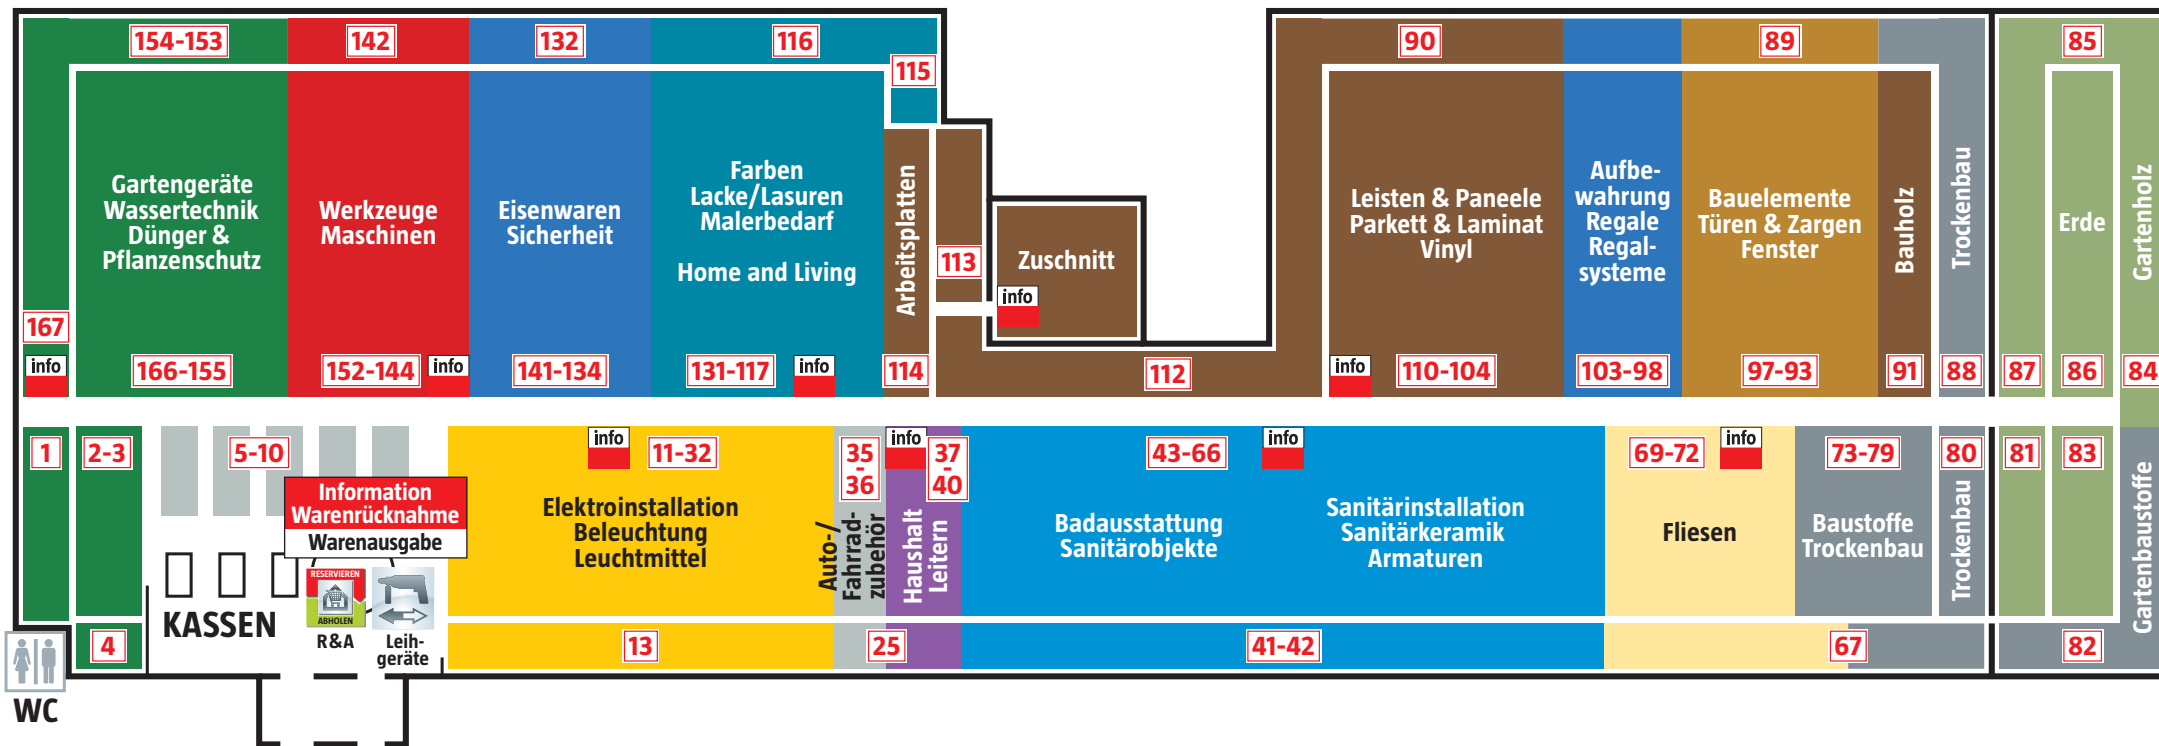 154-153
142
132
116
115
90
89
85
Gartengeräte
Wassertechnik
Dünger &
Pflanzenschutz
Werkzeuge
Maschinen
Eisenwaren
Sicherheit
Farben
Lacke/Lasuren
Malerbedarf
Home and Living
Arbeitsplatten
113
Zuschnitt
info
Leisten & Paneele
Parkett & Laminat
Vinyl
Aufbe-
wahrung
Regale
Regal-
systeme
Bauelemente
Türen & Zargen
Fenster
Bauholz
Trockenbau
Erde
Gartenholz
167
info
166-155
152-144
info
141-134
131-117
info
114
112
info
110-104
103-98
97-93
91
88
87
86
84
1
2-3
5-10
info
11-32
35
-
36
info
37
-
40
43-66
info
69-72
info
73-79
80
81
83
Information
Warenrücknahme
Warenausgabe
Elektroinstallation
Beleuchtung
Leuchtmittel
Auto-/
Fahrrad-
zubehör
Haushalt
Leitern
Badausstattung
Sanitärobjekte
Sanitärinstallation
Sanitärkeramik
Armaturen
Fliesen
Baustoffe
Trockenbau
Trockenbau
Gartenbaustoffe
RESERVIEREN
ABHOLEN
KASSEN
R&A
Leih-
geräte
4
13
25
41-42
67
82
WC